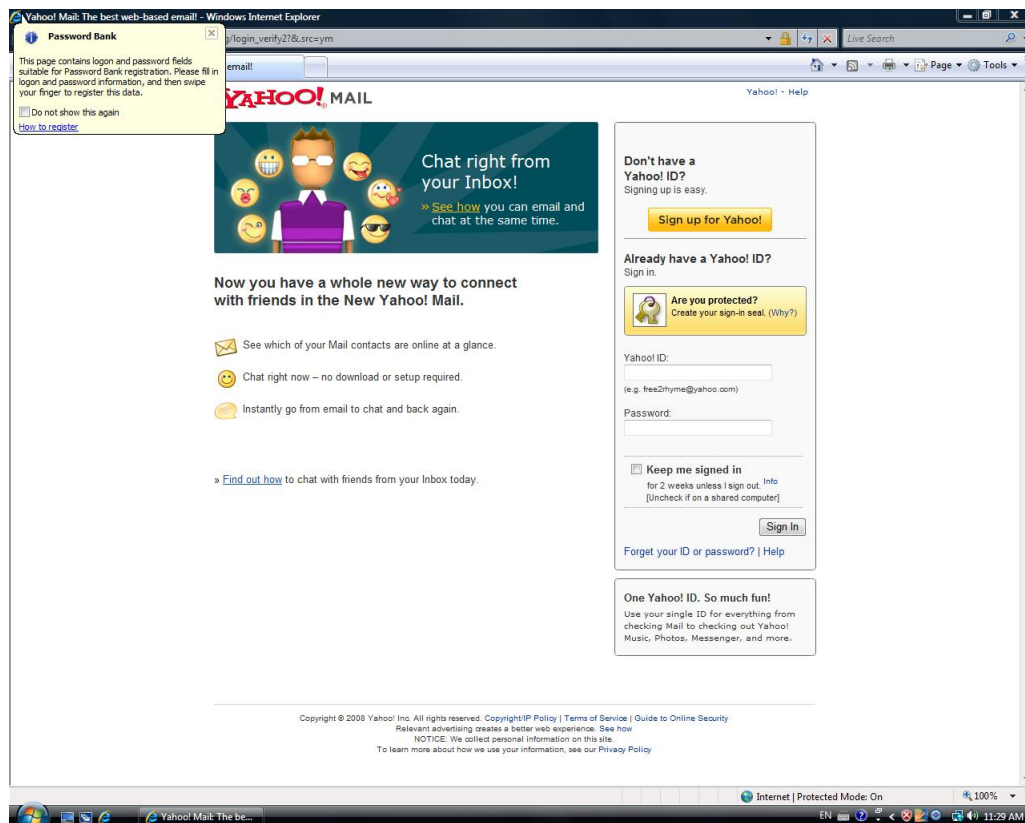 Yahoo! Mail: The best web-based email! - Windows Internet Explorer
Password Bank
This page contains logon and password fields
suitable for Password Bank registration. Please fill in
logon and password information, and then swipe
your finger to register this data.
Do not show this again
How to register
/login_verify2?&.src=ym
Live Search
email!
Page
Tools
YAHOO! MAIL
Yahoo! - Help
Chat right from
your Inbox!
» See how you can email and
chat at the same time.
Now you have a whole new way to connect
with friends in the New Yahoo! Mail.
See which of your Mail contacts are online at a glance.
Chat right now – no download or setup required.
Instantly go from email to chat and back again.
» Find out how to chat with friends from your Inbox today.
Don't have a
Yahoo! ID?
Signing up is easy.
Sign up for Yahoo!
Already have a Yahoo! ID?
Sign in.
Are you protected?
Create your sign-in seal. (Why?)
Yahoo! ID:
(e.g. free2rhyme@yahoo.com)
Password:
Keep me signed in
for 2 weeks unless I sign out. Info
[Uncheck if on a shared computer]
Sign In
Forget your ID or password? | Help
One Yahoo! ID. So much fun!
Use your single ID for everything from
checking Mail to checking out Yahoo!
Music, Photos, Messenger, and more.
Copyright © 2008 Yahoo! Inc. All rights reserved. Copyright/IP Policy | Terms of Service | Guide to Online Security
Relevant advertising creates a better web experience. See how
NOTICE: We collect personal information on this site.
To learn more about how we use your information, see our Privacy Policy
Internet | Protected Mode: On
100%
Yahoo! Mail: The be...
EN
11:29 AM